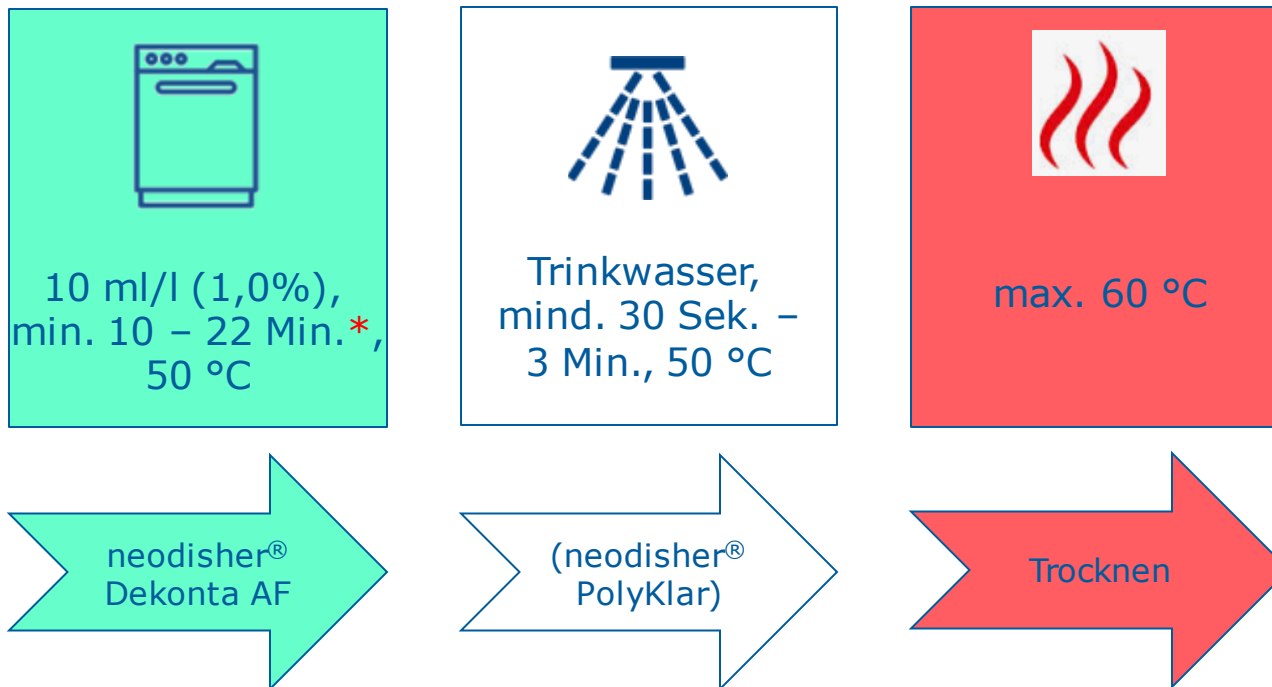 10 ml/l (1,0%),
min. 10 – 22 Min.*,
50 °C
Trinkwasser,
mind. 30 Sek. –
3 Min., 50 °C
max. 60 °C
neodisher®
Dekonta AF
(neodisher®
PolyKlar)
Trocknen